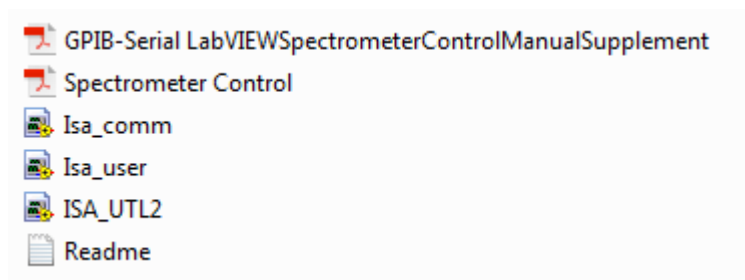 GPIB-Serial LabVIEWSpectrometerControlManualSupplement
Spectrometer Control
Isa_comm
Isa_user
ISA_UTL2
Readme